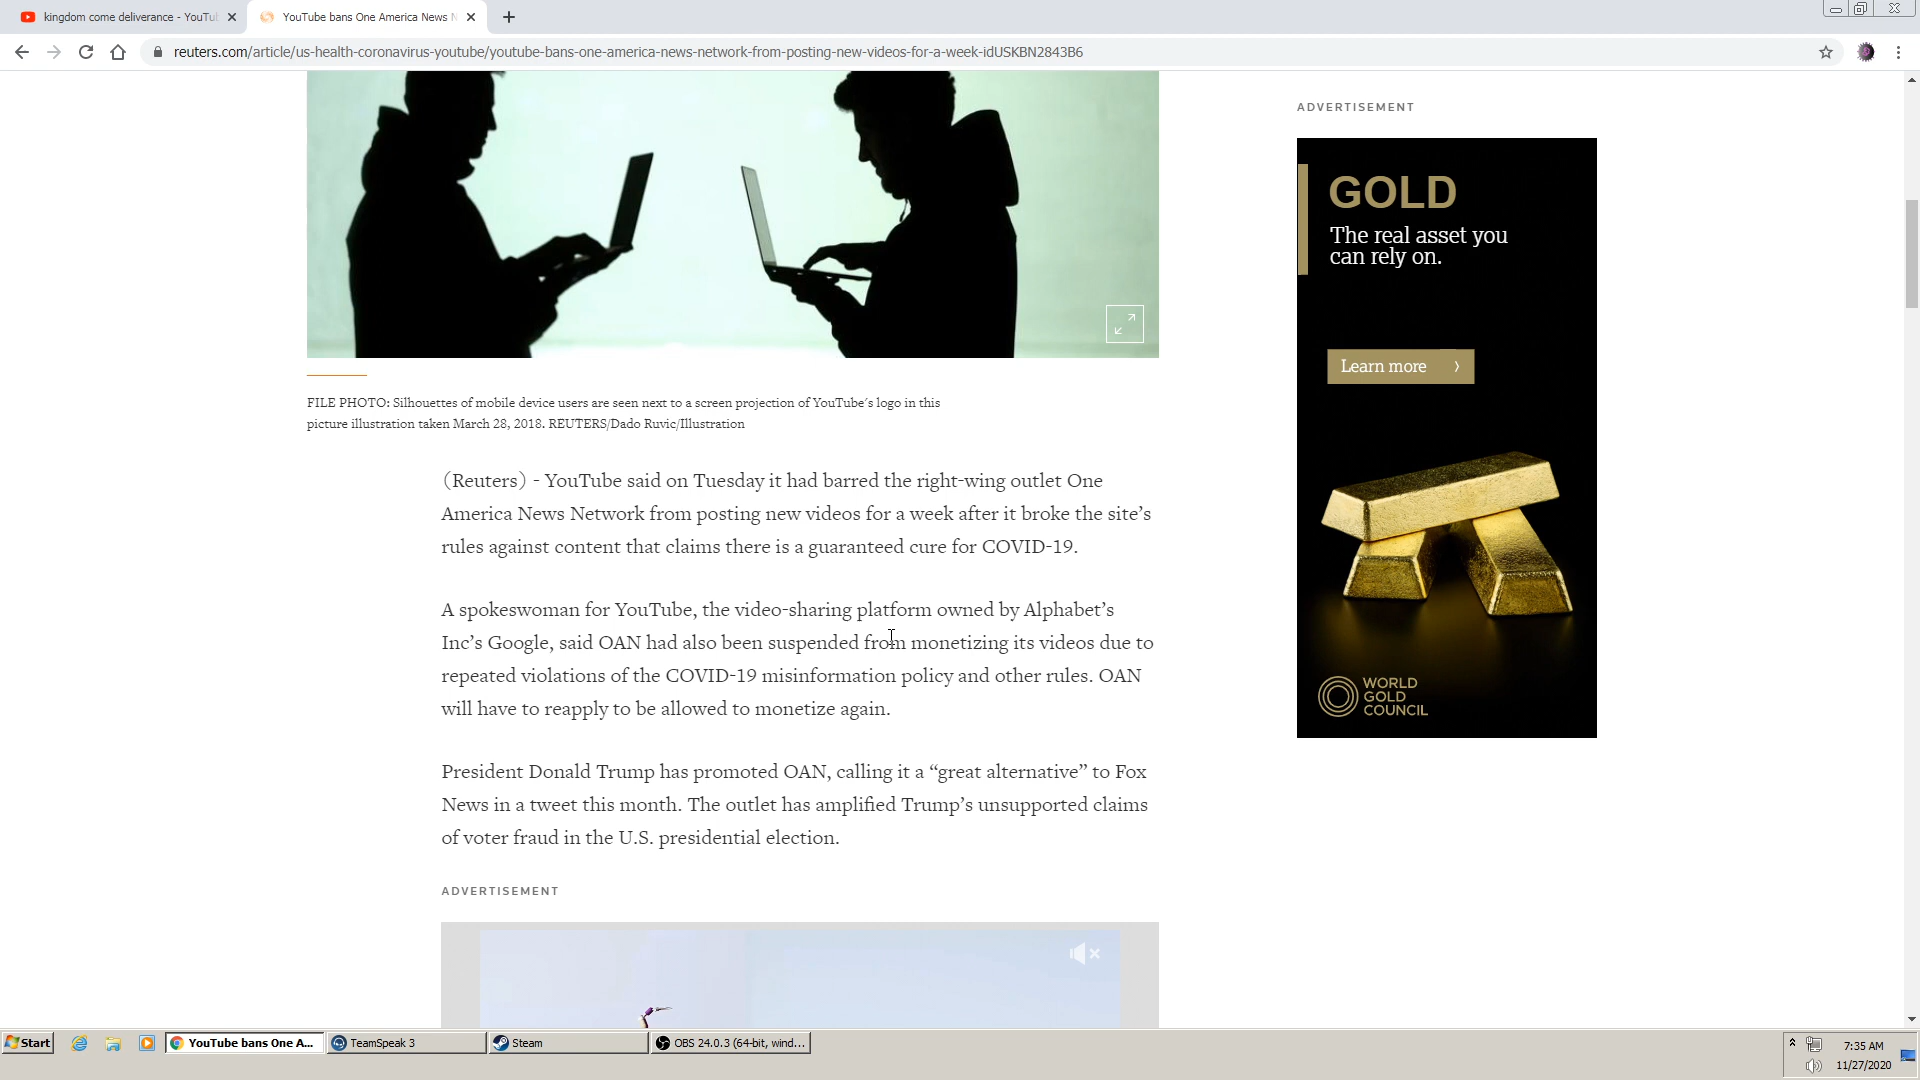 kingdom come deliverance - YouTu
YouTube bans One America News N
reuters.com/article/us-health-coronavirus-youtube/youtube-bans-one-america-news-network-from-posting-new-videos-for-a-week-idUSKBN2843B6
FILE PHOTO: Silhouettes of mobile device users are seen next to a screen projection of YouTube's logo in this
picture illustration taken March 28, 2018. REUTERS/Dado Ruvic/Illustration
(Reuters) - YouTube said on Tuesday it had barred the right-wing outlet One
America News Network from posting new videos for a week after it broke the site's
rules against content that claims there is a guaranteed cure for COVID-19.
A spokeswoman for YouTube, the video-sharing platform owned by Alphabet's
Inc's Google, said OAN had also been suspended from monetizing its videos due to
repeated violations of the COVID-19 misinformation policy and other rules. OAN
will have to reapply to be allowed to monetize again.
President Donald Trump has promoted OAN, calling it a “great alternative” to Fox
News in a tweet this month. The outlet has amplified Trump's unsupported claims
of voter fraud in the U.S. presidential election.
ADVERTISEMENT
ADVERTISEMENT
GOLD
The real asset you
can rely on.
Learn more
WORLD
GOLD
COUNCIL
Start
YouTube bans One A...
TeamSpeak 3
Steam
OBS 24.0.3 (64-bit, wind...
7:35 AM
11/27/2020